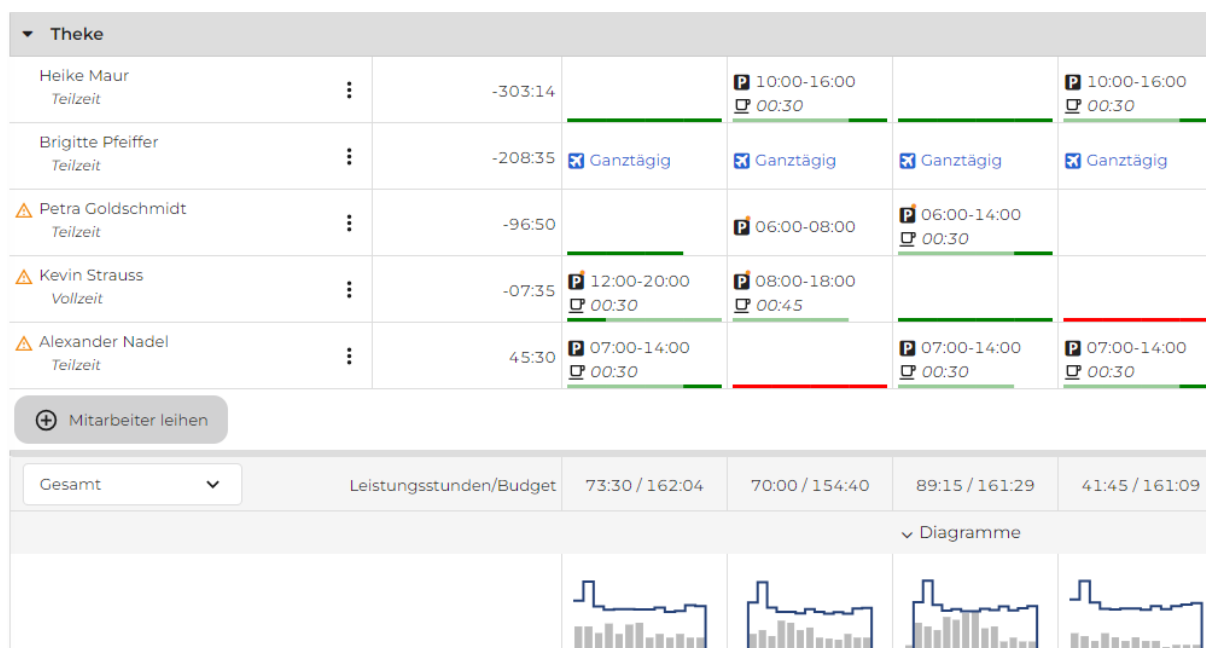 Theke
Heike Maur
Teilzeit
-303:14
P 10:00-16:00
00:30
P 10:00-16:00
00:30
Brigitte Pfeiffer
Teilzeit
-208:35
Ganztägig
Ganztägig
Ganztägig
Ganztägig
Petra Goldschmidt
Teilzeit
-96:50
P 06:00-08:00
P 06:00-14:00
00:30
Kevin Strauss
Vollzeit
-07:35
P 12:00-20:00
00:30
P 08:00-18:00
00:45
Alexander Nadel
Teilzeit
45:30
P 07:00-14:00
00:30
P 07:00-14:00
00:30
P 07:00-14:00
00:30
Mitarbeiter leihen
Gesamt
Leistungsstunden/Budget
73:30 / 162:04
70:00 / 154:40
89:15 / 161:29
41:45 / 161:09
Diagramme